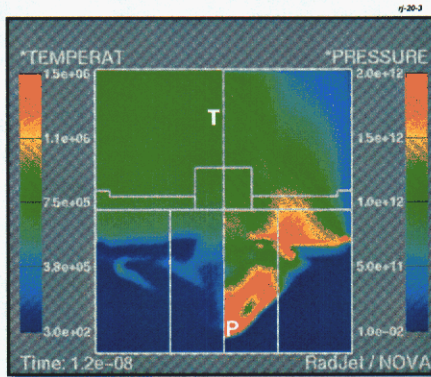 rj-20-3
*TEMPERAT *PRESSURE
1.5e+06 2.0e+12
T
1.1e+06 1.5e+12
7.5e+05 1.0e+12
3.8e+05 5.0e+11
P
3.0e+02 1.0e-02
Time: 1.2e-08 RadJet / NOVA